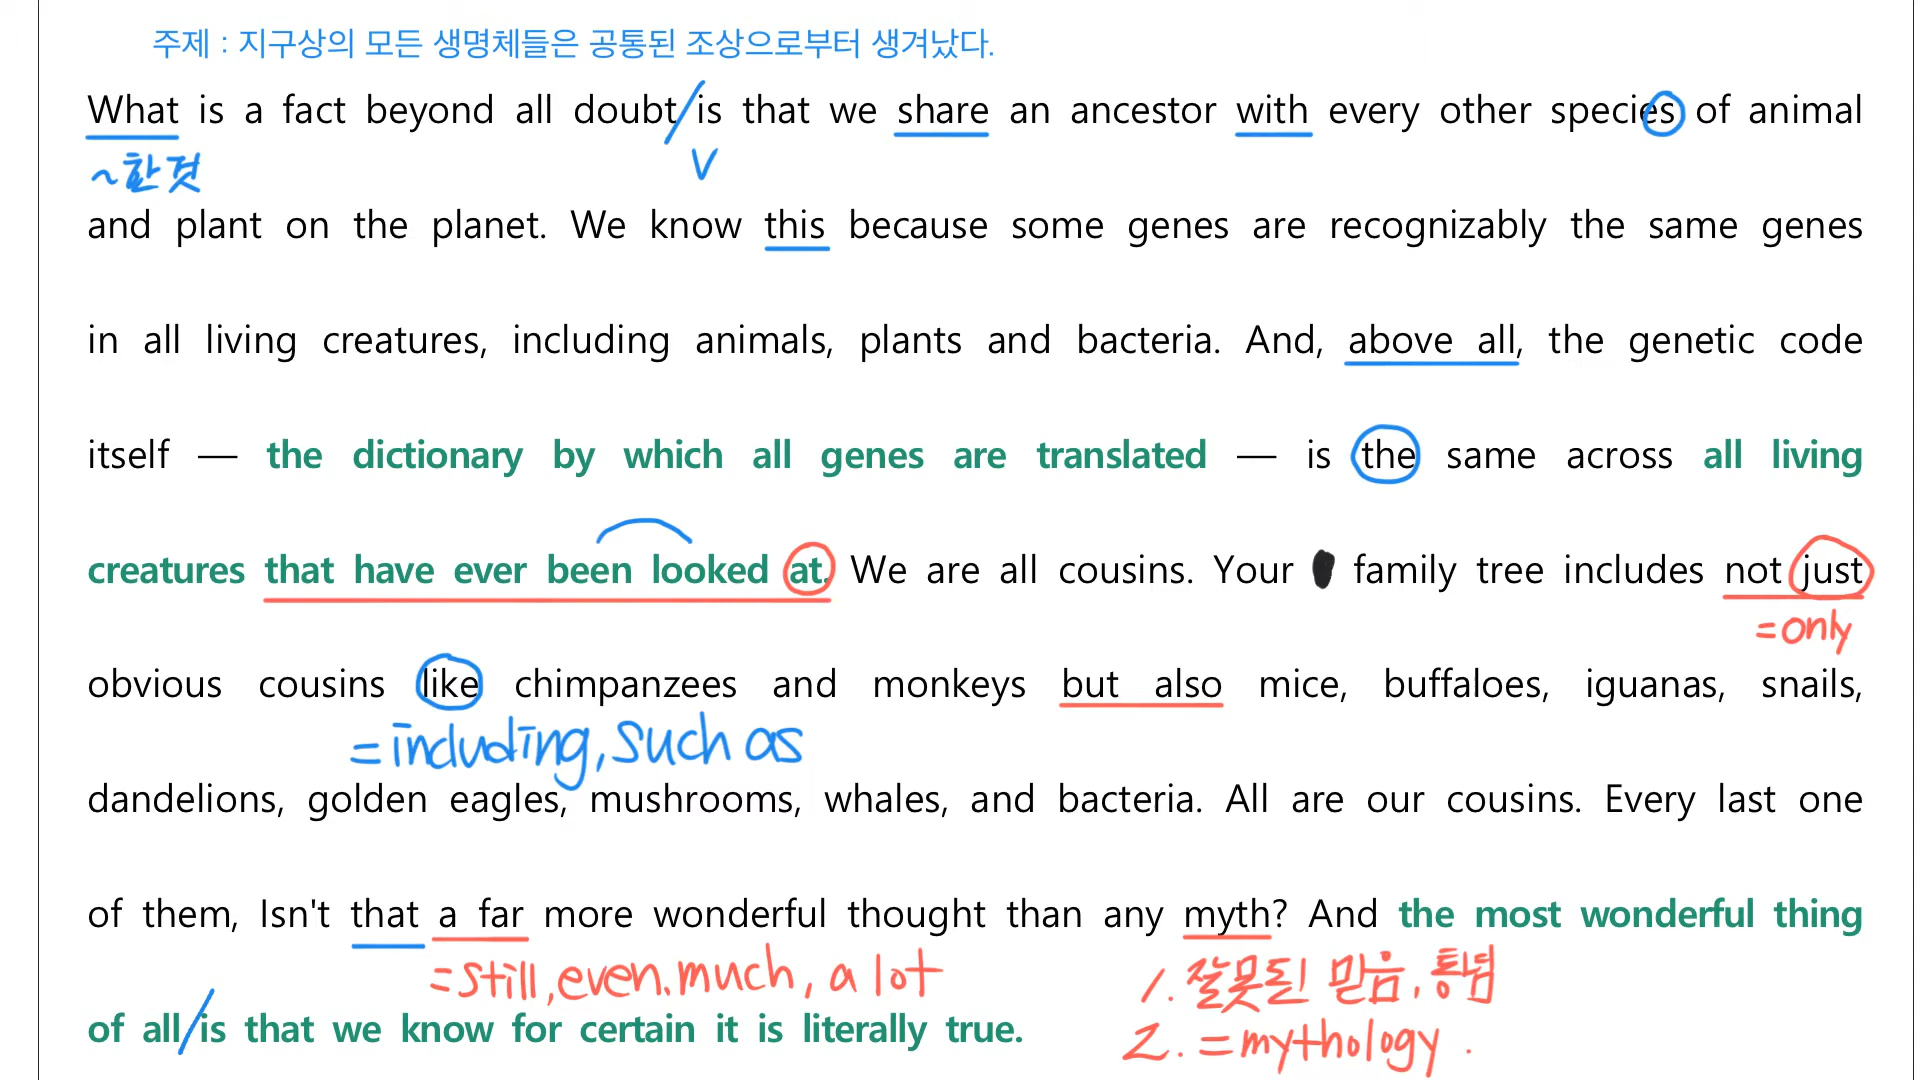 주제 : 지구상의 모든 생명체들은 공통된 조상으로부터 생겨났다.
What is a fact beyond all doubt/is that we share an ancestor with every other species of animal
~한것 V
and plant on the planet. We know this because some genes are recognizably the same genes
in all living creatures, including animals, plants and bacteria. And, above all, the genetic code
itself — the dictionary by which all genes are translated — is the same across all living
creatures that have ever been looked at. We are all cousins. Your family tree includes not just
=only
obvious cousins like chimpanzees and monkeys but also mice, buffaloes, iguanas, snails,
=including, such as
dandelions, golden eagles, mushrooms, whales, and bacteria. All are our cousins. Every last one
of them, Isn't that a far more wonderful thought than any myth? And the most wonderful thing
=still, even. much, a lot 1. 잘못된 믿음, 통념
of all/is that we know for certain it is literally true.
2. =mythology.